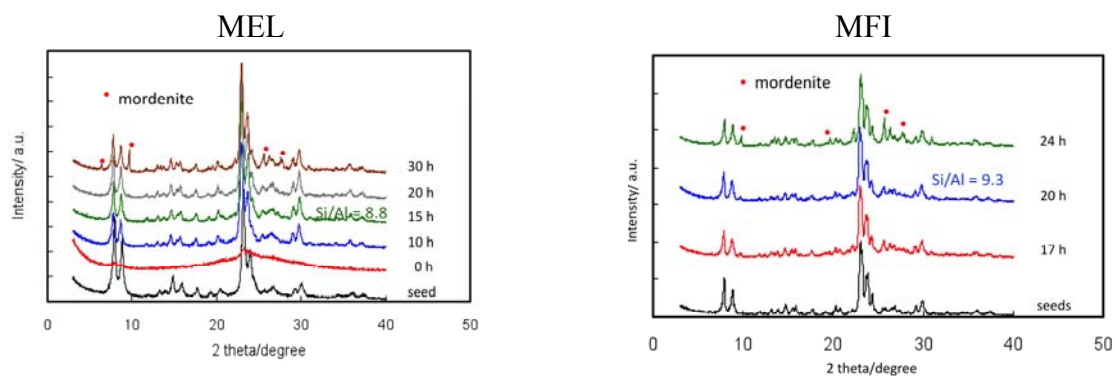 MEL
mordenite
30 h
20 h
Si/Al = 8.8
15 h
10 h
0 h
seed
Intensity/ a.u.
0 10 20 30 40 50
2 theta/degree
MFI
mordenite
24 h
Si/Al = 9.3
20 h
17 h
seeds
Intensity/ a.u.
0 10 20 30 40 50
2 theta/degree